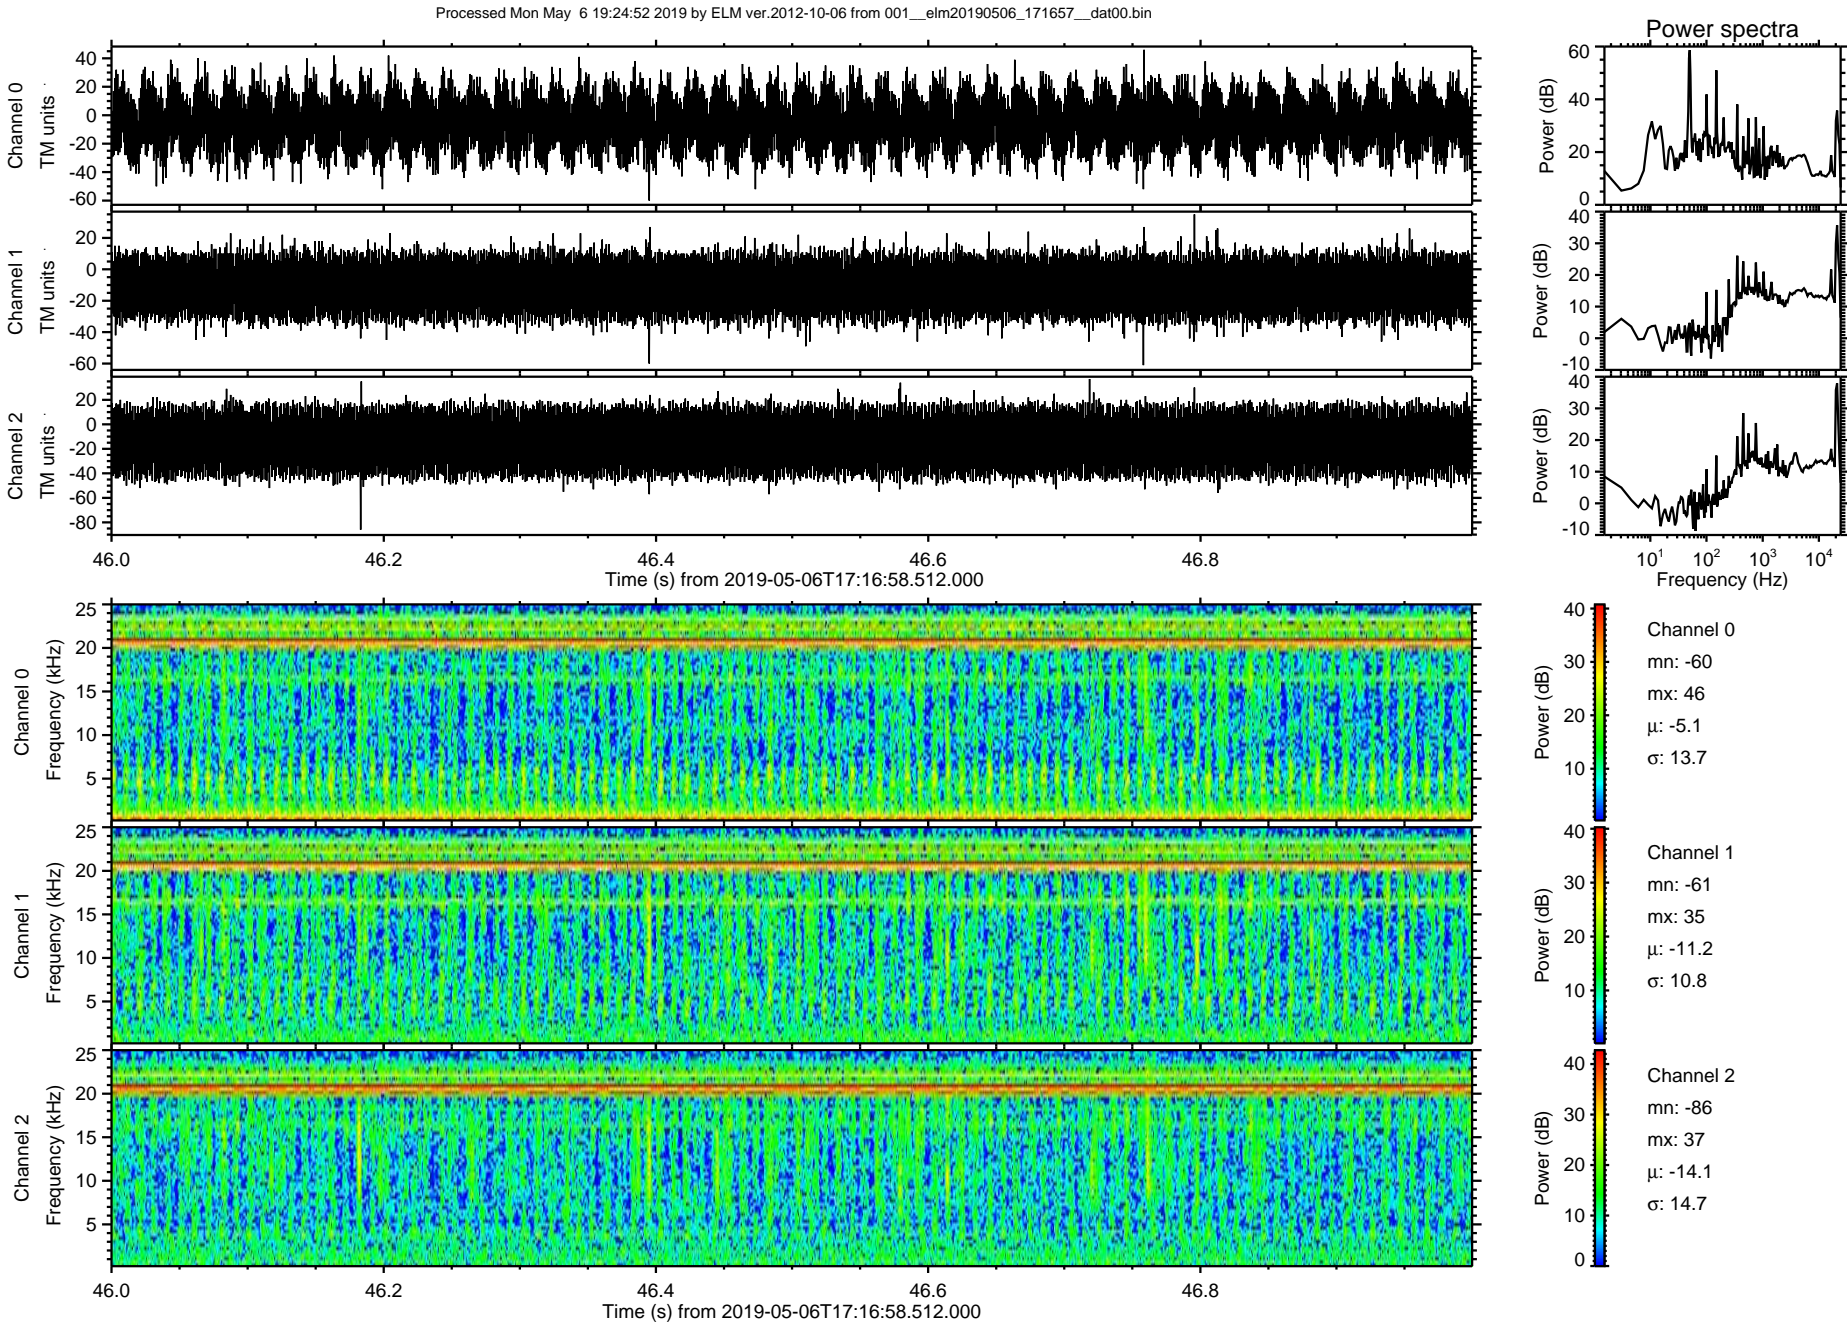 Processed Mon May 6 19:24:52 2019 by ELM ver.2012-10-06 from 001__elm20190506_171657__dat00.bin
Power spectra
Channel 0
TM units
40
20
0
-20
-40
-60
Power (dB)
60
40
20
0
Channel 1
TM units
20
0
-20
-40
-60
Power (dB)
40
30
20
10
0
-10
Channel 2
TM units
20
0
-20
-40
-60
-80
Power (dB)
40
30
20
10
0
-10
46.0 46.2 46.4 46.6 46.8
Time (s) from 2019-05-06T17:16:58.512.000
10^1 10^2 10^3 10^4
Frequency (Hz)
Channel 0
Frequency (kHz)
25
20
15
10
5
Power (dB)
40
30
20
10
Channel 0
mn: -60
mx: 46
μ: -5.1
σ: 13.7
Channel 1
Frequency (kHz)
25
20
15
10
5
Power (dB)
40
30
20
10
Channel 1
mn: -61
mx: 35
μ: -11.2
σ: 10.8
Channel 2
Frequency (kHz)
25
20
15
10
5
Power (dB)
40
30
20
10
0
Channel 2
mn: -86
mx: 37
μ: -14.1
σ: 14.7
46.0 46.2 46.4 46.6 46.8
Time (s) from 2019-05-06T17:16:58.512.000